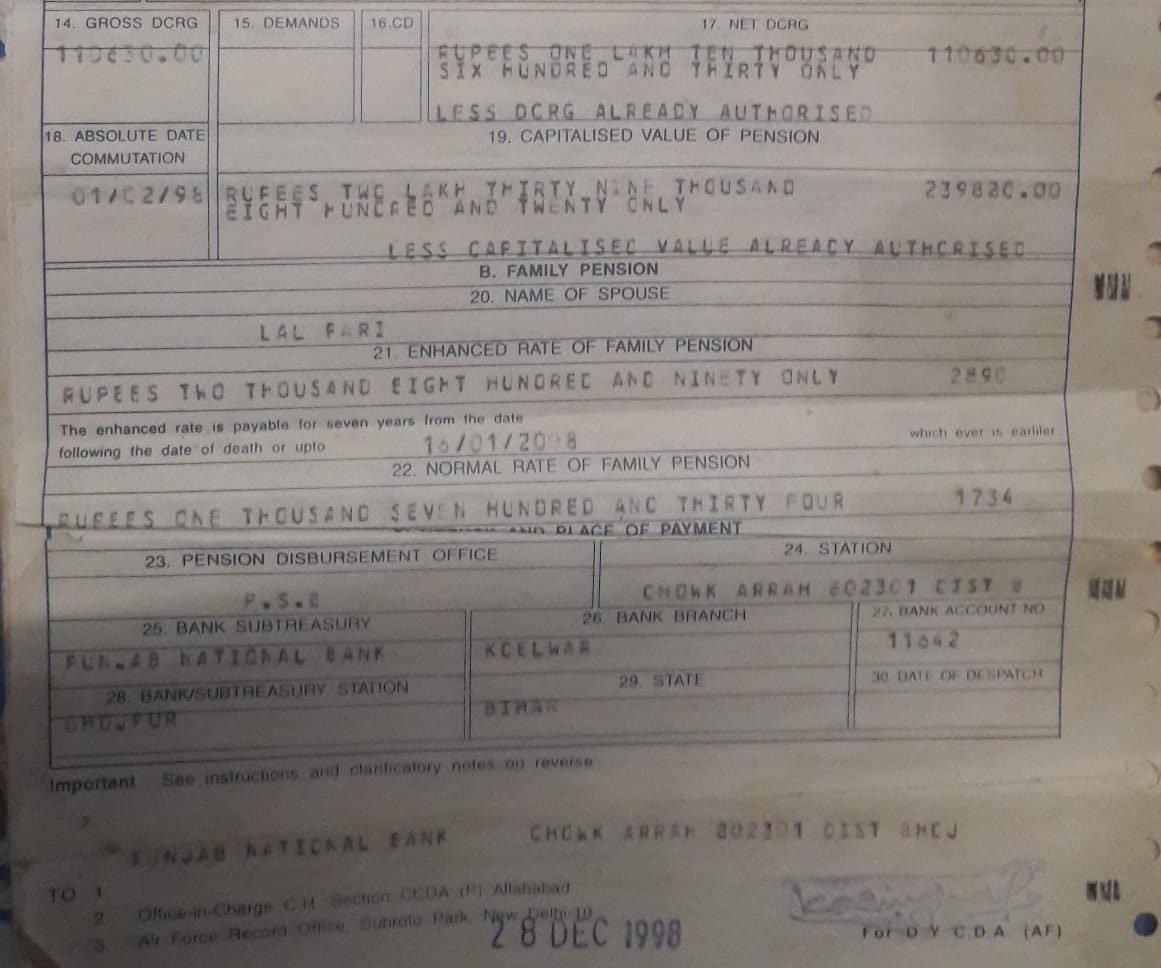 14. GROSS DCRG 15. DEMANDS 16.CD 17. NET DCRG
110630.00 RUPEES ONE LAKH TEN THOUSAND 110630.00
SIX HUNDRED AND THIRTY ONLY
LESS DCRG ALREADY AUTHORISED
18. ABSOLUTE DATE 19. CAPITALISED VALUE OF PENSION
COMMUTATION
01/02/98 RUPEES TWO LAKH THIRTY NINE THOUSAND 239820.00
EIGHT HUNDRED AND TWENTY ONLY
LESS CAPITALISED VALUE ALREADY AUTHORISED
B. FAMILY PENSION
20. NAME OF SPOUSE
LAL PARI
21. ENHANCED RATE OF FAMILY PENSION
RUPEES TWO THOUSAND EIGHT HUNDRED AND NINETY ONLY 2890
The enhanced rate is payable for seven years from the date
following the date of death or upto 16/01/2008 which ever is earliler
22. NORMAL RATE OF FAMILY PENSION
RUPEES ONE THOUSAND SEVEN HUNDRED AND THIRTY FOUR 1734
AND PLACE OF PAYMENT
23. PENSION DISBURSEMENT OFFICE 24. STATION
P.S.B CHOWK ARRAH 802301 DIST B
25. BANK SUBTREASURY 26. BANK BRANCH 27. BANK ACCOUNT NO
PUNJAB NATIONAL BANK KOELWAR 11642
28. BANK/SUBTREASURY STATION 29. STATE 30. DATE OF DESPATCH
BHOJPUR BIHAR
Important : See instructions and clarificatory notes on reverse
PUNJAB NATIONAL BANK CHOWK ARRAH 802301 DIST BHOJ
TO 1.
2. Office-in-Charge G.H. Section CCDA (P) Allahabad
3. Air Force Record Office, Subroto Park, New Delhi-10
28 DEC 1998 For D Y C.D.A. (AF)